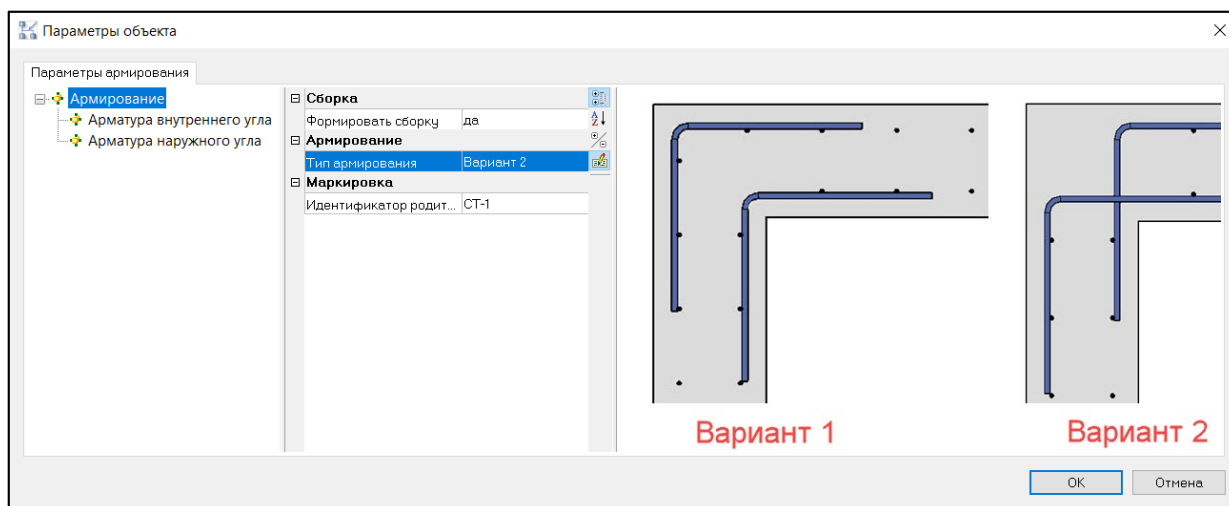 Параметры объекта
Параметры армирования
Армирование
Арматура внутреннего угла
Арматура наружного угла
Сборка
Формировать сборку да
Армирование
Тип армирования Вариант 2
Маркировка
Идентификатор родит... СТ-1
Вариант 1
Вариант 2
OK
Отмена